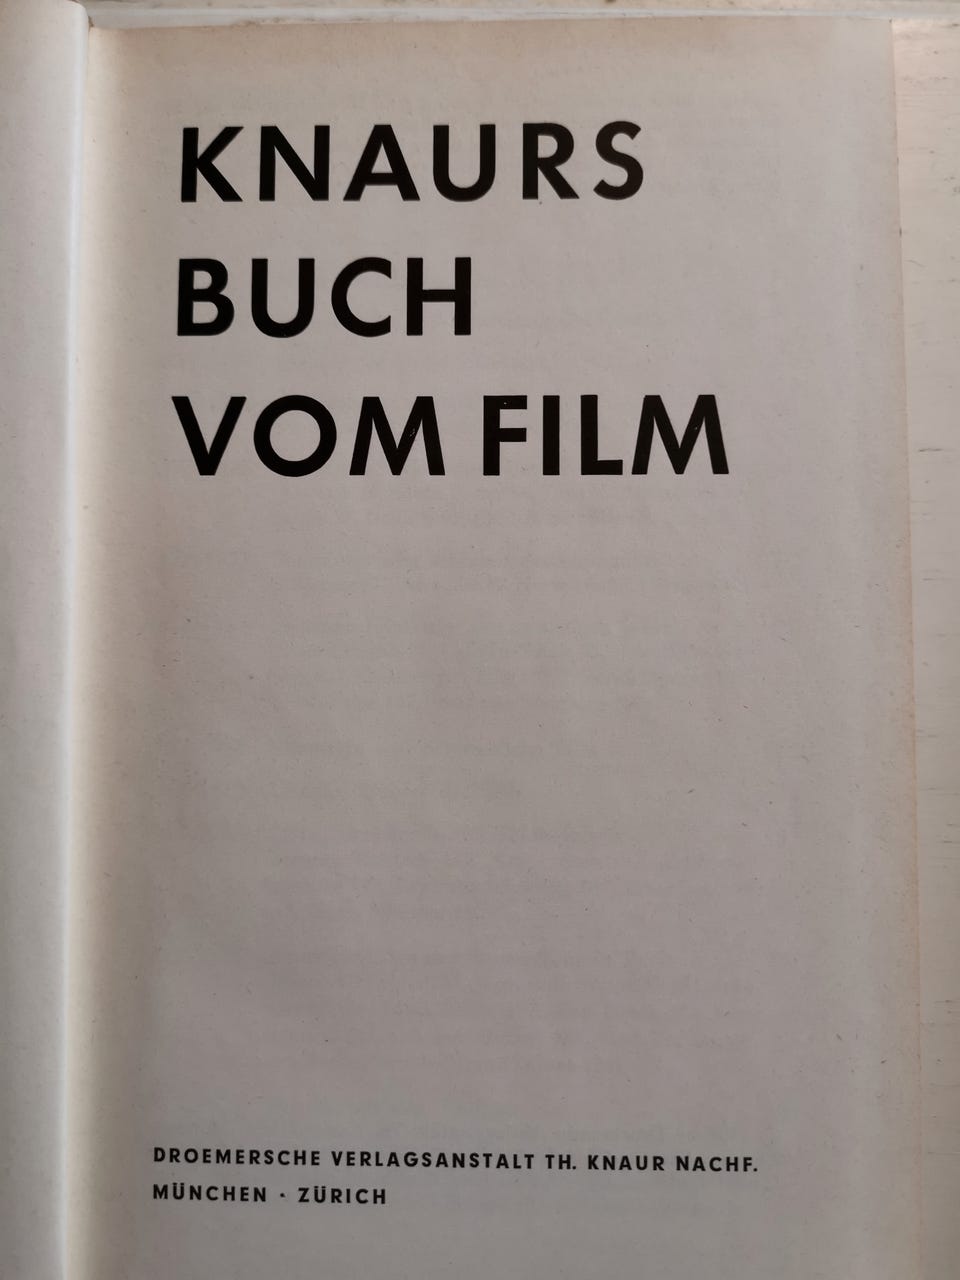 KNAURS
BUCH
VOM FILM
DROEMERSCHE VERLAGSANSTALT TH. KNAUR NACHF.
MÜNCHEN · ZÜRICH